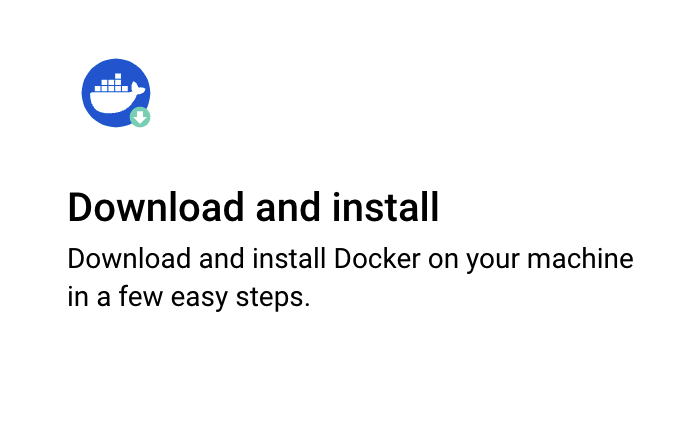 Download and install
Download and install Docker on your machine
in a few easy steps.